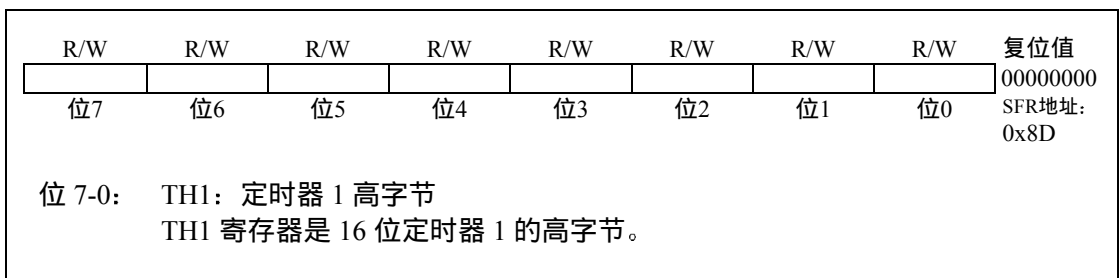 R/W R/W R/W R/W R/W R/W R/W R/W 复位值
00000000
位7 位6 位5 位4 位3 位2 位1 位0 SFR地址：
0x8D
位 7-0： TH1：定时器 1 高字节
TH1 寄存器是 16 位定时器 1 的高字节。